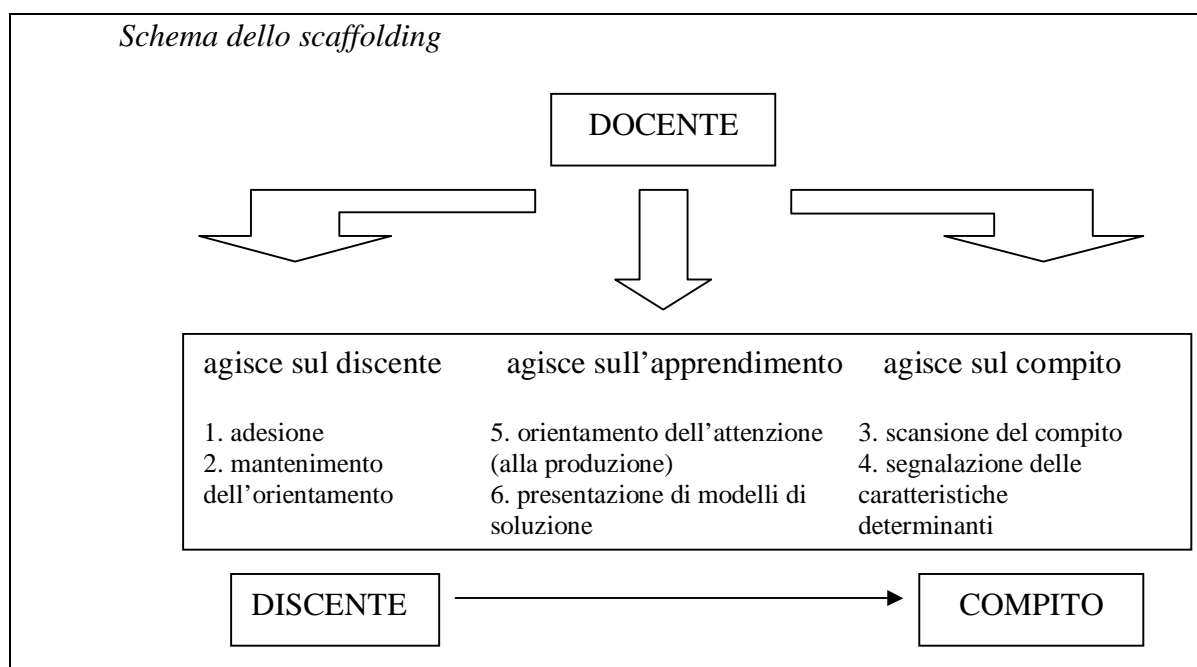 Schema dello scaffolding
DOCENTE
agisce sul discente
1. adesione
2. mantenimento
dell’orientamento
agisce sull’apprendimento
5. orientamento dell’attenzione
(alla produzione)
6. presentazione di modelli di
soluzione
agisce sul compito
3. scansione del compito
4. segnalazione delle
caratteristiche
determinanti
DISCENTE
COMPITO